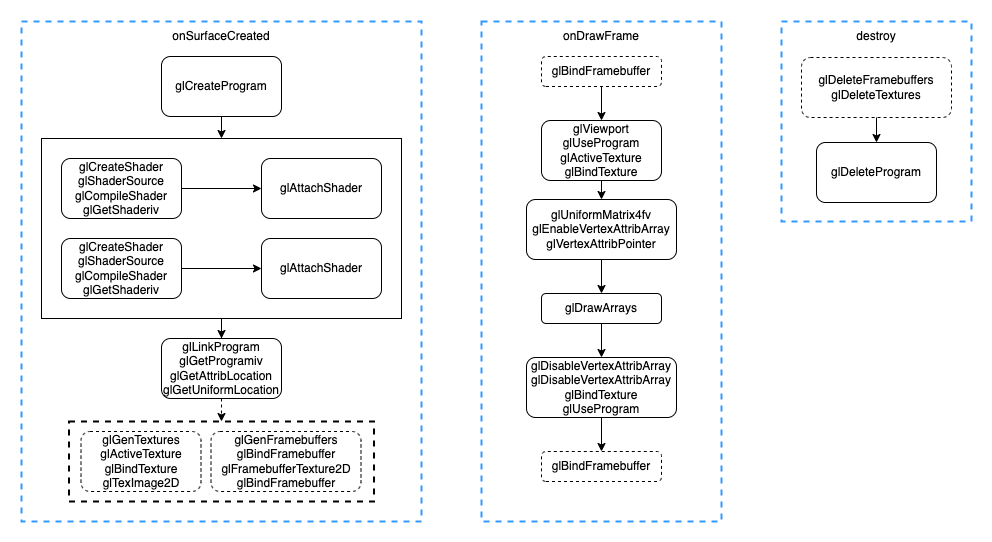 onSurfaceCreated
glCreateProgram
glCreateShader
glShaderSource
glCompileShader
glGetShaderiv
glAttachShader
glCreateShader
glShaderSource
glCompileShader
glGetShaderiv
glAttachShader
glLinkProgram
glGetProgramiv
glGetAttribLocation
glGetUniformLocation
glGenTextures
glActiveTexture
glBindTexture
glTexImage2D
glGenFramebuffers
glBindFramebuffer
glFramebufferTexture2D
glBindFramebuffer
onDrawFrame
glBindFramebuffer
glViewport
glUseProgram
glActiveTexture
glBindTexture
glUniformMatrix4fv
glEnableVertexAttribArray
glVertexAttribPointer
glDrawArrays
glDisableVertexAttribArray
glDisableVertexAttribArray
glBindTexture
glUseProgram
glBindFramebuffer
destroy
glDeleteFramebuffers
glDeleteTextures
glDeleteProgram